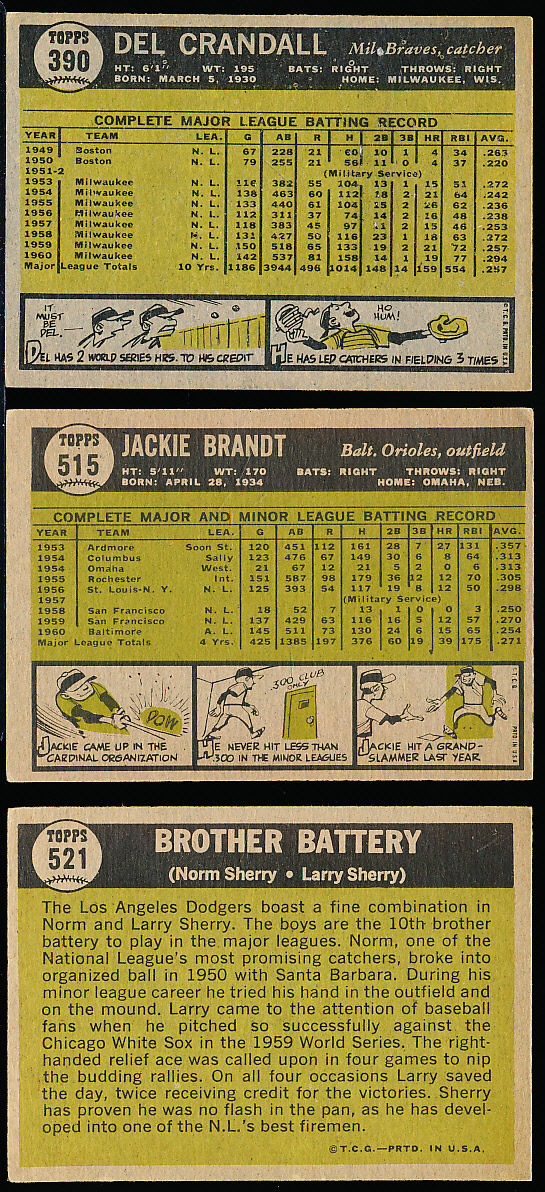 TOPPS
390
DEL CRANDALL Mil. Braves, catcher
HT: 6'1" WT: 195 BATS: RIGHT THROWS: RIGHT
BORN: MARCH 5, 1930 HOME: MILWAUKEE, WIS.
COMPLETE MAJOR LEAGUE BATTING RECORD
YEAR TEAM LEA. G AB R H 2B 3B HR RBI AVG.
1949 Boston N. L. 67 228 21 60 10 1 4 34 .263
1950 Boston N. L. 79 255 21 56 11 0 4 37 .220
1951-2 (Military Service)
1953 Milwaukee N. L. 116 382 55 104 13 1 15 51 .272
1954 Milwaukee N. L. 138 463 60 112 18 2 21 64 .242
1955 Milwaukee N. L. 133 440 61 104 15 2 26 62 .236
1956 Milwaukee N. L. 112 311 37 74 14 2 16 48 .238
1957 Milwaukee N. L. 118 383 45 97 11 2 15 46 .253
1958 Milwaukee N. L. 131 427 50 116 23 1 18 63 .272
1959 Milwaukee N. L. 150 518 65 133 19 2 21 72 .257
1960 Milwaukee N. L. 142 537 81 158 14 1 19 77 .294
Major League Totals 10 Yrs. 1186 3944 496 1014 148 14 159 554 .257
IT
MUST
BE
DEL.
HO
HUM!
DEL HAS 2 WORLD SERIES HRS. TO HIS CREDIT
HE HAS LED CATCHERS IN FIELDING 3 TIMES
© T.C.G. PRTD. IN U.S.A.
TOPPS
515
JACKIE BRANDT Balt. Orioles, outfield
HT: 5'11" WT: 170 BATS: RIGHT THROWS: RIGHT
BORN: APRIL 28, 1934 HOME: OMAHA, NEB.
COMPLETE MAJOR AND MINOR LEAGUE BATTING RECORD
YEAR TEAM LEA. G AB R H 2B 3B HR RBI AVG.
1953 Ardmore Soon St. 120 451 112 161 28 7 27 131 .357
1954 Columbus Sally 123 476 67 149 30 6 8 64 .313
1954 Omaha West. 21 67 12 21 5 2 0 6 .313
1955 Rochester Int. 151 587 98 179 36 12 12 70 .305
1956 St. Louis-N. Y. N. L. 125 393 54 117 19 8 12 50 .298
1957 (Military Service)
1958 San Francisco N. L. 18 52 7 13 1 0 0 3 .250
1959 San Francisco N. L. 137 429 63 116 16 5 12 57 .270
1960 Baltimore A. L. 145 511 73 130 24 6 15 65 .254
Major League Totals 4 Yrs. 425 1385 197 376 60 19 39 175 .271
POW
.300 CLUB
ONLY
JACKIE CAME UP IN THE
CARDINAL ORGANIZATION
HE NEVER HIT LESS THAN
.300 IN THE MINOR LEAGUES
JACKIE HIT A GRAND-
SLAMMER LAST YEAR
© T.C.G. PRTD IN U.S.A.
TOPPS
521
BROTHER BATTERY
(Norm Sherry • Larry Sherry)
The Los Angeles Dodgers boast a fine combination in
Norm and Larry Sherry. The boys are the 10th brother
battery to play in the major leagues. Norm, one of the
National League's most promising catchers, broke into
organized ball in 1950 with Santa Barbara. During his
minor league career he tried his hand in the outfield and
on the mound. Larry came to the attention of baseball
fans when he pitched so successfully against the
Chicago White Sox in the 1959 World Series. The right-
handed relief ace was called upon in four games to nip
the budding rallies. On all four occasions Larry saved
the day, twice receiving credit for the victories. Sherry
has proven he was no flash in the pan, as he has devel-
oped into one of the N.L.'s best firemen.
©T.C.G.—PRTD. IN U.S.A.